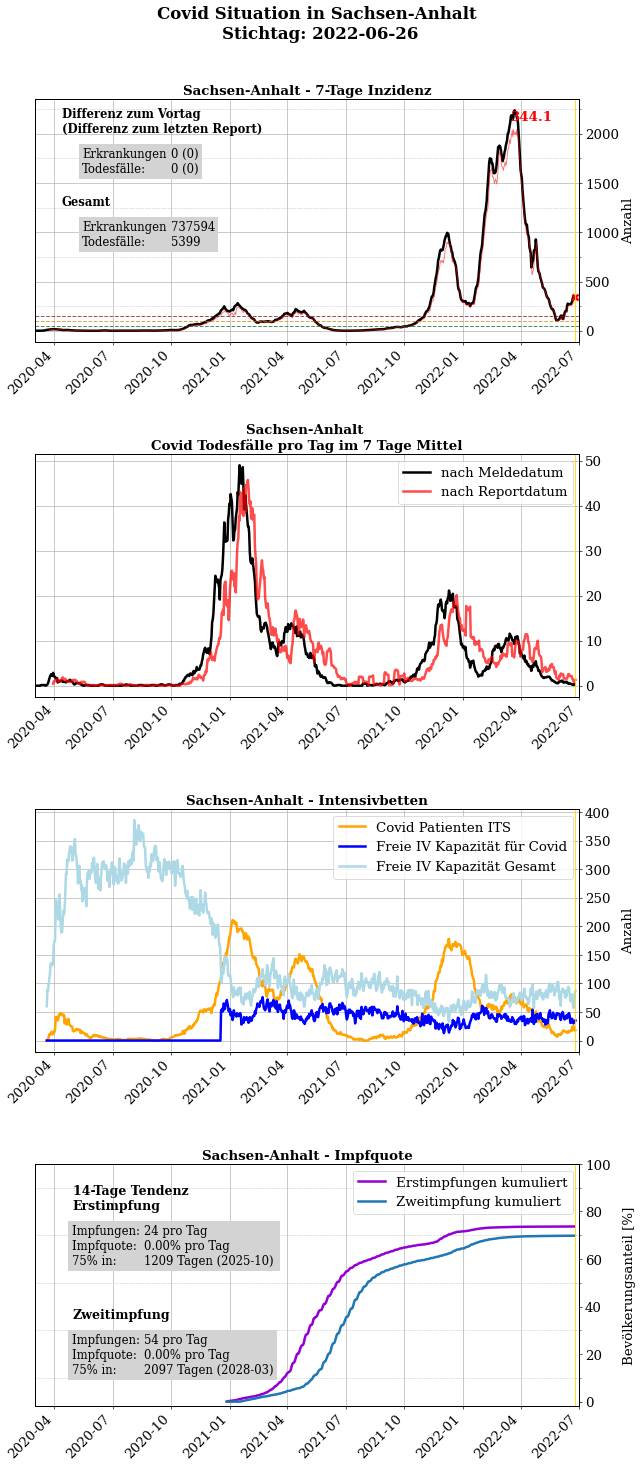 Covid Situation in Sachsen-Anhalt
Stichtag: 2022-06-26
Sachsen-Anhalt - 7-Tage Inzidenz
Differenz zum Vortag
(Differenz zum letzten Report)
Erkrankungen 0 (0)
Todesfälle: 0 (0)
Gesamt
Erkrankungen 737594
Todesfälle: 5399
344.1
2000
1500
1000
500
0
Anzahl
2020-04 2020-07 2020-10 2021-01 2021-04 2021-07 2021-10 2022-01 2022-04 2022-07
Sachsen-Anhalt
Covid Todesfälle pro Tag im 7 Tage Mittel
nach Meldedatum
nach Reportdatum
50
40
30
20
10
0
2020-04 2020-07 2020-10 2021-01 2021-04 2021-07 2021-10 2022-01 2022-04 2022-07
Sachsen-Anhalt - Intensivbetten
Covid Patienten ITS
Freie IV Kapazität für Covid
Freie IV Kapazität Gesamt
400
350
300
250
200
150
100
50
0
Anzahl
2020-04 2020-07 2020-10 2021-01 2021-04 2021-07 2021-10 2022-01 2022-04 2022-07
Sachsen-Anhalt - Impfquote
14-Tage Tendenz
Erstimpfung
Impfungen: 24 pro Tag
Impfquote: 0.00% pro Tag
75% in: 1209 Tagen (2025-10)
Zweitimpfung
Impfungen: 54 pro Tag
Impfquote: 0.00% pro Tag
75% in: 2097 Tagen (2028-03)
Erstimpfungen kumuliert
Zweitimpfung kumuliert
100
80
60
40
20
0
Bevölkerungsanteil [%]
2020-04 2020-07 2020-10 2021-01 2021-04 2021-07 2021-10 2022-01 2022-04 2022-07